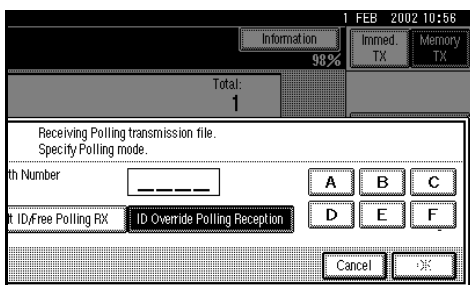 1 FEB 2002 10:56
Information
98%
Immed. TX
Memory TX
Total:
1
Receiving Polling transmission file.
Specify Polling mode.
th Number
_ _ _ _
A B C
t ID/Free Polling RX
ID Override Polling Reception
D E F
Cancel
OK